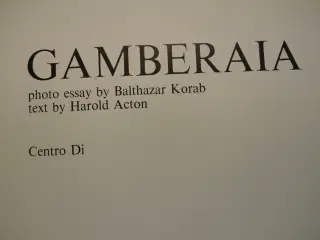 GAMBERAIA
photo essay by Balthazar Korab
text by Harold Acton
Centro Di